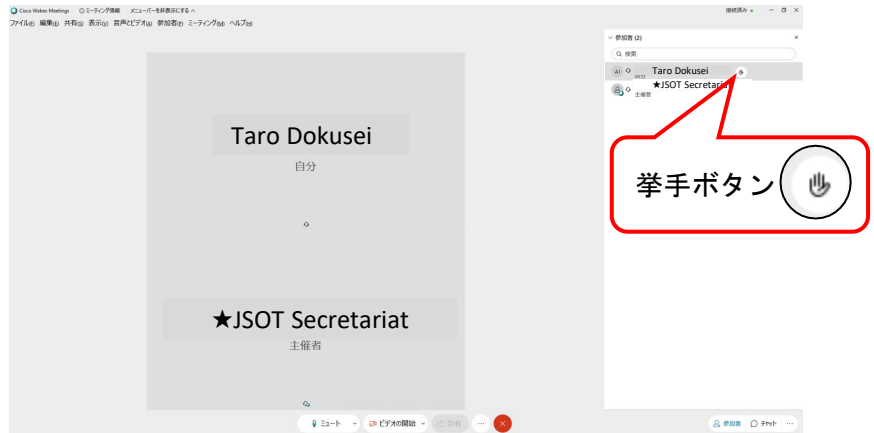 Cisco Webex Meetings ミーティング情報 メニューバーを非表示にする 接続済み
ファイル(F) 編集(E) 共有(S) 表示(V) 音声とビデオ(A) 参加者(P) ミーティング(M) ヘルプ(H)
参加者 (2)
検索
AI Taro Dokusei
★JSOT Secretaria
主催者
挙手ボタン
Taro Dokusei
自分
★JSOT Secretariat
主催者
ミュート ビデオの開始 共有
参加者 チャット